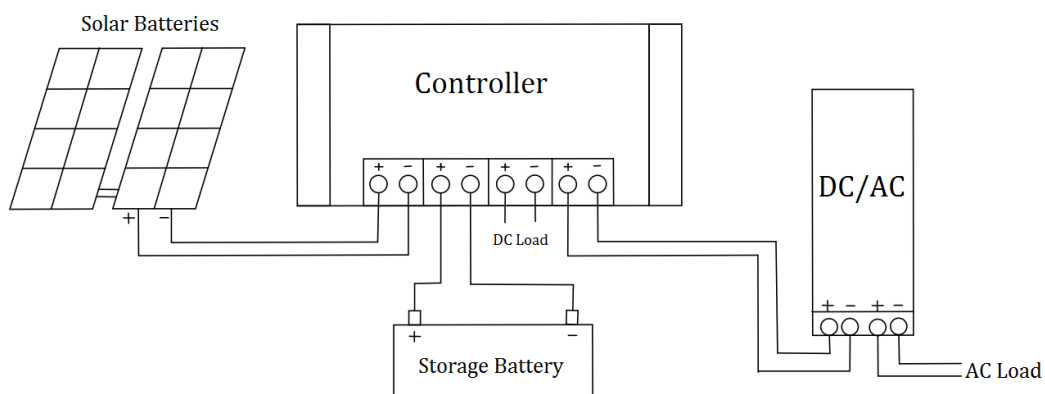 Solar Batteries
Controller
+ - + - + - + -
DC/AC
+ -
DC Load
+ - + -
+ -
Storage Battery
AC Load